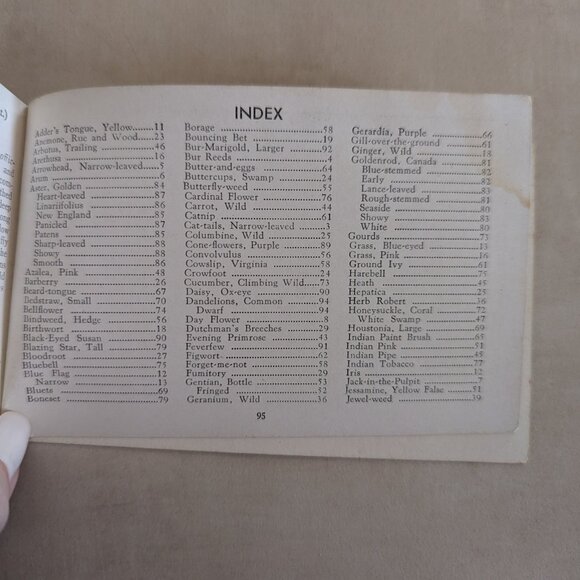 INDEX
Adder's Tongue, Yellow 11
Anemone, Rue and Wood 23
Arbutus, Trailing 46
Arethusa 16
Arrowhead, Narrow-leaved 5
Arum 6
Aster, Golden 84
Heart-leaved 87
Linariifolius 86
New England 85
Panicled 87
Patens 85
Sharp-leaved 88
Showy 88
Smooth 86
Azalea, Pink 48
Barberry 26
Beard-tongue 67
Bedstraw, Small 70
Bellflower 74
Bindweed, Hedge 56
Birthwort 18
Black-Eyed Susan 90
Blazing Star, Tall 79
Bloodroot 27
Bluebell 75
Blue Flag 12
Narrow 13
Bluets 69
Boneset 79
Borage 58
Bouncing Bet 19
Bur-Marigold, Larger 92
Bur Reeds 4
Butter-and-eggs 64
Buttercups, Swamp 24
Butterfly-weed 55
Cardinal Flower 76
Carrot, Wild 44
Catnip 61
Cat-tails, Narrow-leaved 3
Columbine, Wild 25
Cone-flowers, Purple 89
Convolvulus 56
Cowslip, Virginia 58
Crowfoot 24
Cucumber, Climbing Wild 73
Daisy, Ox-eye 90
Dandelions, Common 94
Dwarf 94
Day Flower 8
Dutchman's Breeches 29
Evening Primrose 43
Feverfew 91
Figwort 62
Forget-me-not 58
Fumitory 29
Gentian, Bottle 53
Fringed 52
Geranium, Wild 36
Gerardia, Purple 66
Gill-over-the-ground 61
Ginger, Wild 18
Goldenrod, Canada 81
Blue-stemmed 82
Early 82
Lance-leaved 83
Rough-stemmed 81
Seaside 80
Showy 83
White 80
Gourds 73
Grass, Blue-eyed 13
Grass, Pink 16
Ground Ivy 61
Harebell 75
Heath 45
Hepatica 25
Herb Robert 36
Honeysuckle, Coral 72
White Swamp 47
Houstonia, Large 69
Indian Paint Brush 65
Indian Pink 51
Indian Pipe 45
Indian Tobacco 77
Iris 12
Jack-in-the-Pulpit 7
Jessamine, Yellow False 51
Jewel-weed 39
95